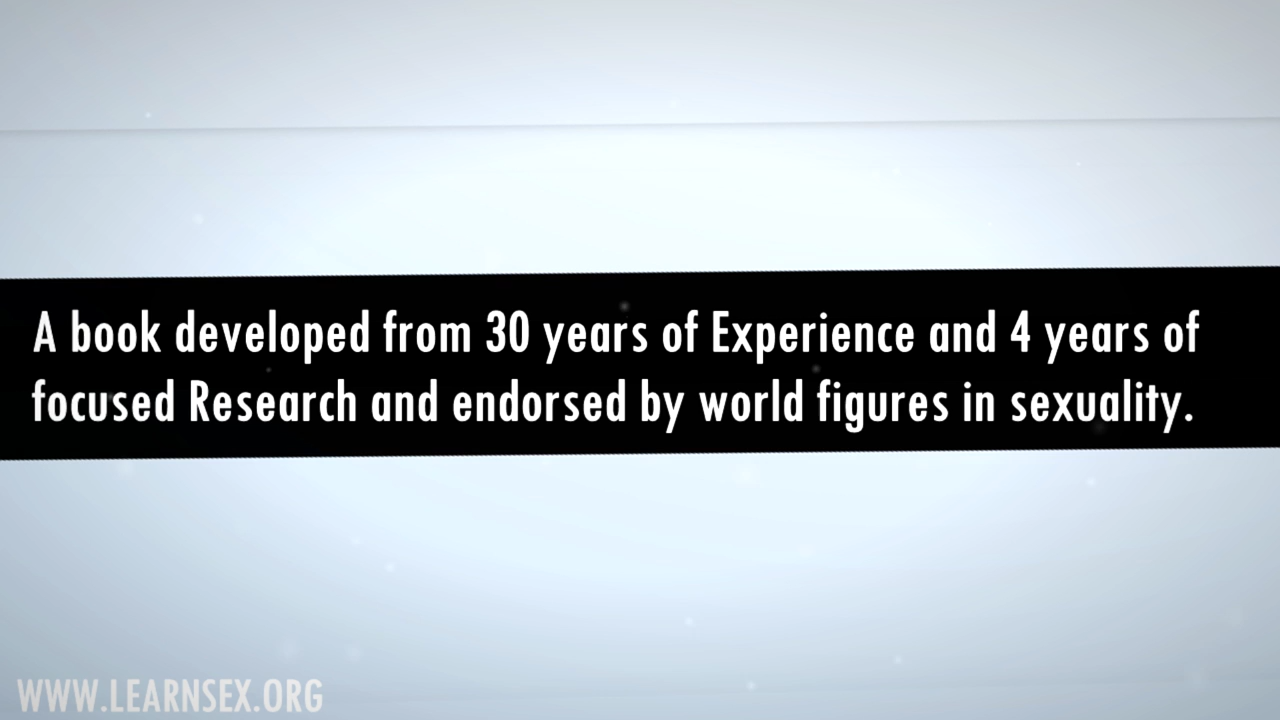 A book developed from 30 years of Experience and 4 years of
focused Research and endorsed by world figures in sexuality.
WWW.LEARNSEX.ORG